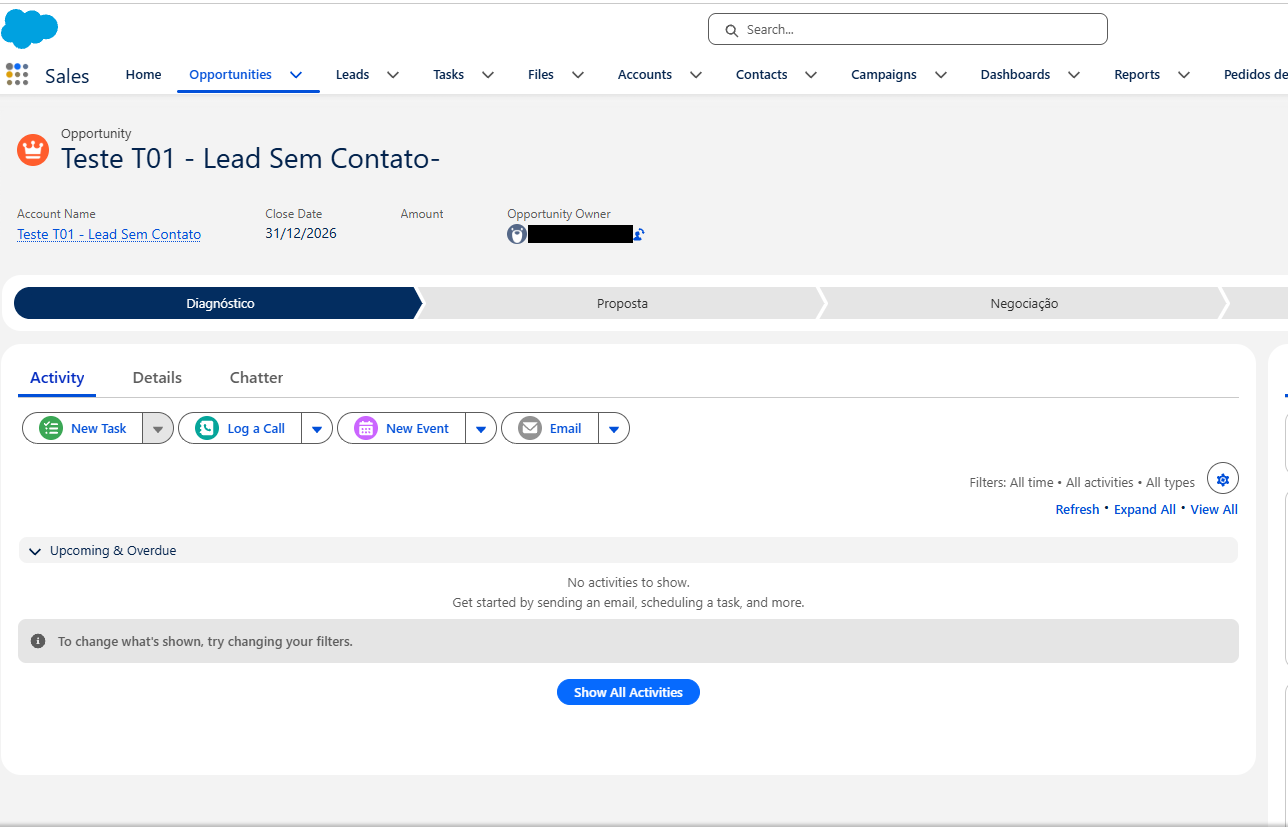 Search...
Sales Home Opportunities Leads Tasks Files Accounts Contacts Campaigns Dashboards Reports Pedidos de
Opportunity
Teste T01 - Lead Sem Contato-
Account Name Close Date Amount Opportunity Owner
Teste T01 - Lead Sem Contato 31/12/2026
Diagnóstico Proposta Negociação
Activity Details Chatter
New Task Log a Call New Event Email
Filters: All time • All activities • All types
Refresh • Expand All • View All
Upcoming & Overdue
No activities to show.
Get started by sending an email, scheduling a task, and more.
To change what's shown, try changing your filters.
Show All Activities